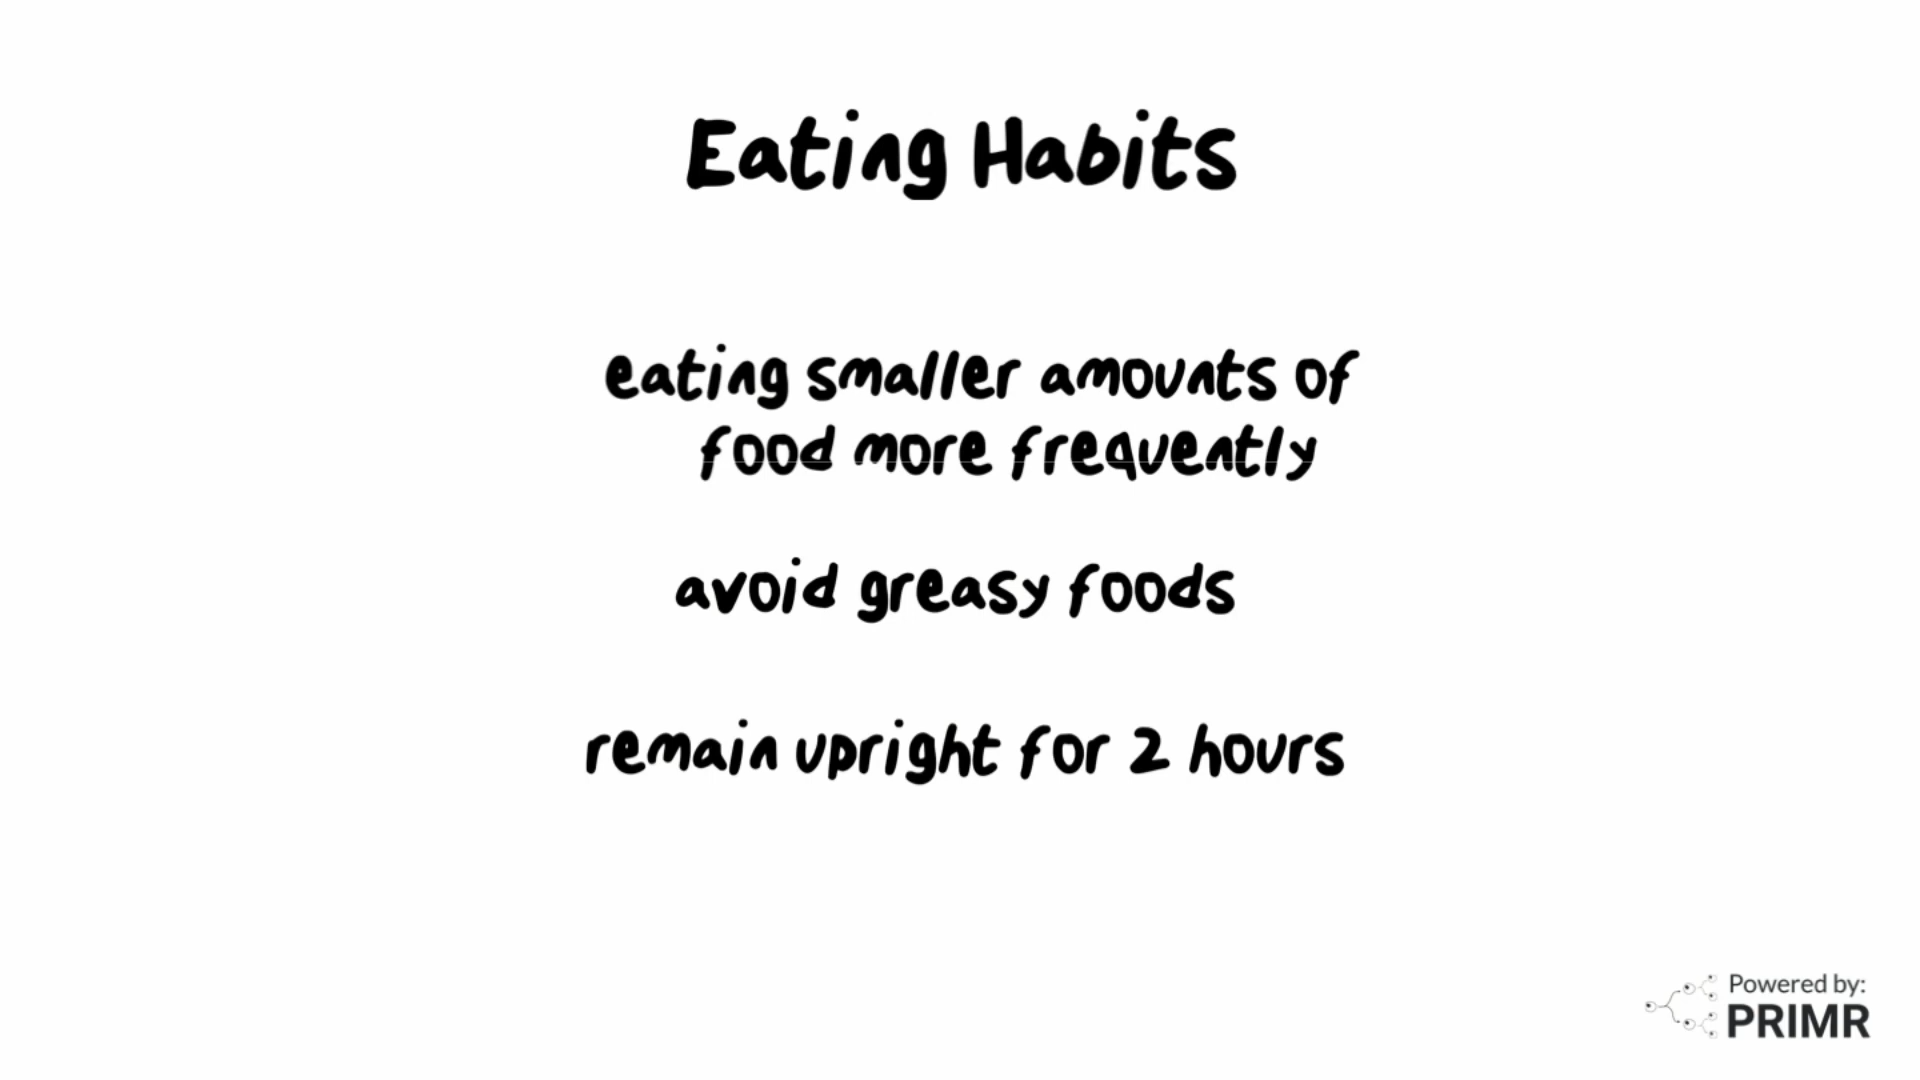 Eating Habits
eating smaller amounts of
food more frequently
avoid greasy foods
remain upright for 2 hours
Powered by:
PRIMR